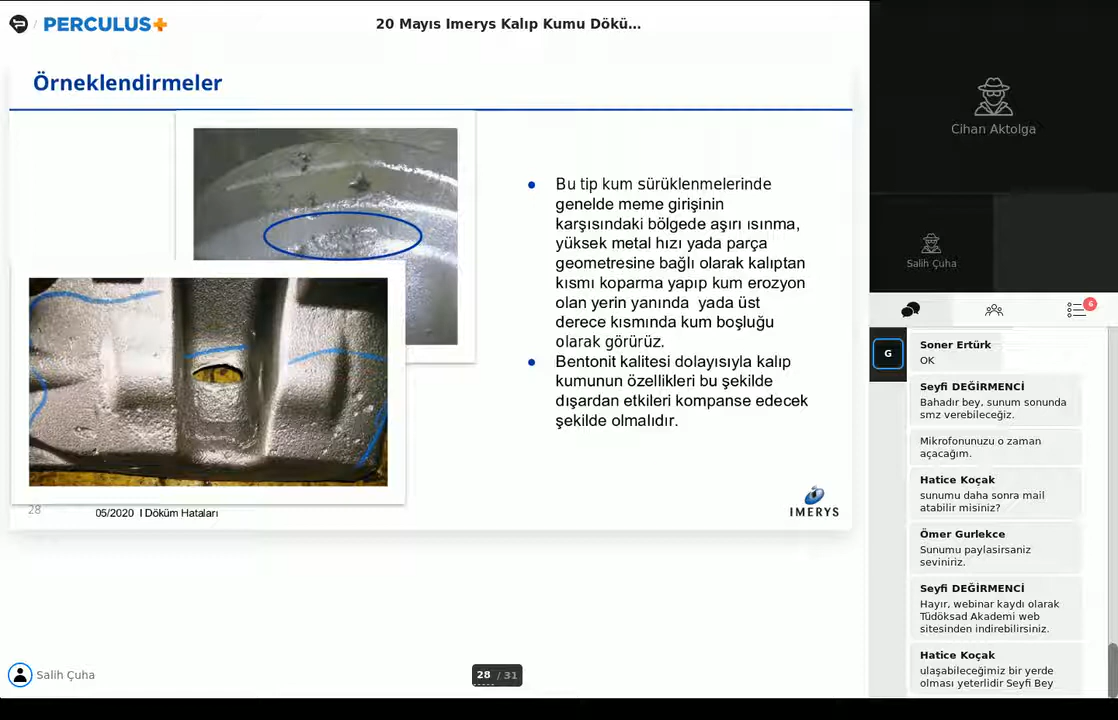 PERCULUS+
20 Mayıs Imerys Kalıp Kumu Dökü...
Örneklendirmeler
Bu tip kum sürüklenmelerinde
genelde meme girişinin
karşısındaki bölgede aşırı ısınma,
yüksek metal hızı yada parça
geometresine bağlı olarak kalıptan
kısmı koparma yapıp kum erozyon
olan yerin yanında yada üst
derece kısmında kum boşluğu
olarak görürüz.
Bentonit kalitesi dolayısıyla kalıp
kumunun özellikleri bu şekilde
dışardan etkileri kompanse edecek
şekilde olmalıdır.
28
05/2020 I Döküm Hataları
IMERYS
Salih Çuha
28 / 31
Cihan Aktolga
Salih Çuha
6
G
Soner Ertürk
OK
Seyfi DEĞİRMENCİ
Bahadır bey, sunum sonunda
smz verebileceğiz.
Mikrofonunuzu o zaman
açacağım.
Hatice Koçak
sunumu daha sonra mail
atabilir misiniz?
Ömer Gurlekce
Sunumu paylasirsaniz
seviniriz.
Seyfi DEĞİRMENCİ
Hayır, webinar kaydı olarak
Tüdöksad Akademi web
sitesinden indirebilirsiniz.
Hatice Koçak
ulaşabileceğimiz bir yerde
olması yeterlidir Seyfi Bey